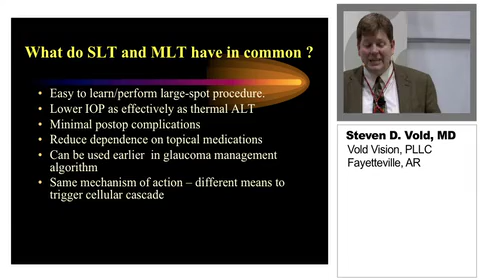 What do SLT and MLT have in common ?
• Easy to learn/perform large-spot procedure.
• Lower IOP as effectively as thermal ALT
• Minimal postop complications
• Reduce dependence on topical medications
• Can be used earlier in glaucoma management
algorithm
• Same mechanism of action – different means to
trigger cellular cascade
Steven D. Vold, MD
Vold Vision, PLLC
Fayetteville, AR